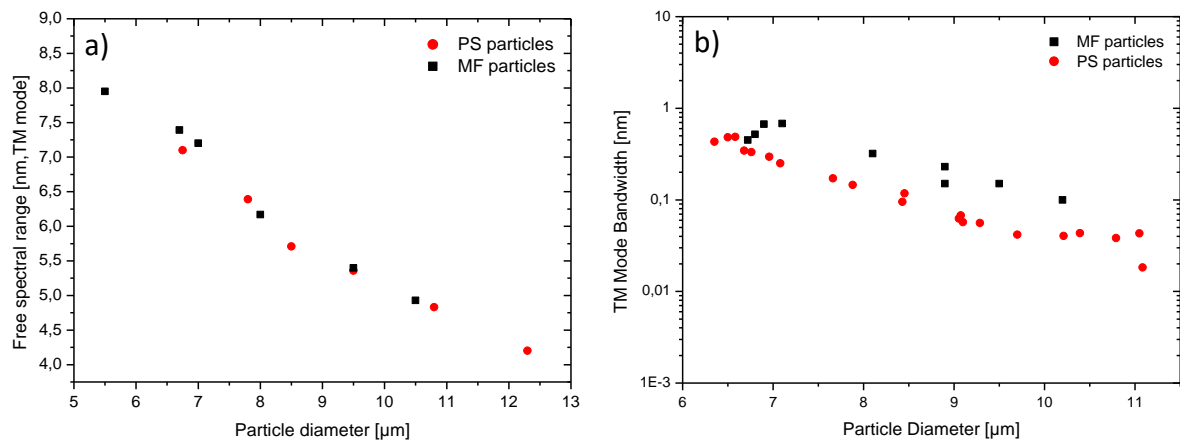 a)
PS particles
MF particles
9,0
8,5
8,0
7,5
7,0
6,5
6,0
5,5
5,0
4,5
4,0
Free spectral range [nm,TM mode]
5 6 7 8 9 10 11 12 13
Particle diameter [µm]
b)
MF particles
PS particles
10
1
0,1
0,01
1E-3
TM Mode Bandwidth [nm]
6 7 8 9 10 11
Particle Diameter [µm]